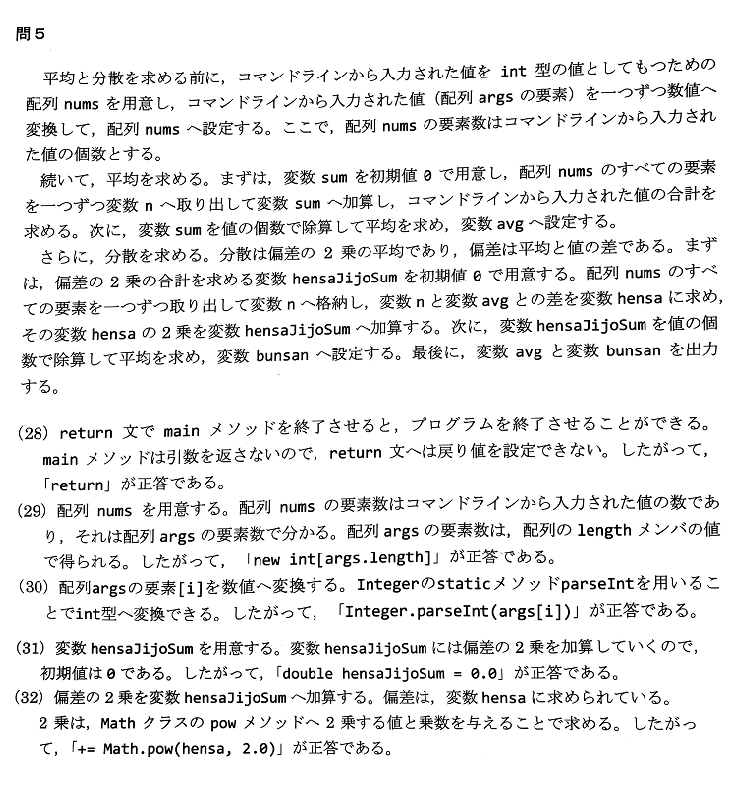 問５
平均と分散を求める前に，コマンドラインから入力された値を int 型の値としてもつための
配列 nums を用意し，コマンドラインから入力された値（配列 args の要素）を一つずつ数値へ
変換して，配列 nums へ設定する。ここで，配列 nums の要素数はコマンドラインから入力され
た値の個数とする。
続いて，平均を求める。まずは，変数 sum を初期値 0 で用意し，配列 nums のすべての要素
を一つずつ変数 n へ取り出して変数 sum へ加算し，コマンドラインから入力された値の合計を
求める。次に，変数 sum を値の個数で除算して平均を求め，変数 avg へ設定する。
さらに，分散を求める。分散は偏差の 2 乗の平均であり，偏差は平均と値の差である。まず
は，偏差の 2 乗の合計を求める変数 hensaJijoSum を初期値 0 で用意する。配列 nums のすべ
ての要素を一つずつ取り出して変数 n へ格納し，変数 n と変数 avg との差を変数 hensa に求め，
その変数 hensa の 2 乗を変数 hensaJijoSum へ加算する。次に，変数 hensaJijoSum を値の個
数で除算して平均を求め，変数 bunsan へ設定する。最後に，変数 avg と変数 bunsan を出力
する。
(28) return 文で main メソッドを終了させると，プログラムを終了させることができる。
main メソッドは引数を返さないので，return 文へは戻り値を設定できない。したがって，
「return」が正答である。
(29) 配列 nums を用意する。配列 nums の要素数はコマンドラインから入力された値の数であ
り，それは配列 args の要素数で分かる。配列 args の要素数は，配列の length メンバの値
で得られる。したがって，「new int[args.length]」が正答である。
(30) 配列argsの要素[i]を数値へ変換する。IntegerのstaticメソッドparseIntを用いるこ
とでint型へ変換できる。したがって，「Integer.parseInt(args[i])」が正答である。
(31) 変数 hensaJijoSum を用意する。変数 hensaJijoSum には偏差の 2 乗を加算していくので，
初期値は 0 である。したがって，「double hensaJijoSum = 0.0」が正答である。
(32) 偏差の 2 乗を変数 hensaJijoSum へ加算する。偏差は，変数 hensa に求められている。
2 乗は，Math クラスの pow メソッドへ 2 乗する値と乗数を与えることで求める。したがっ
て，「+= Math.pow(hensa, 2.0)」が正答である。